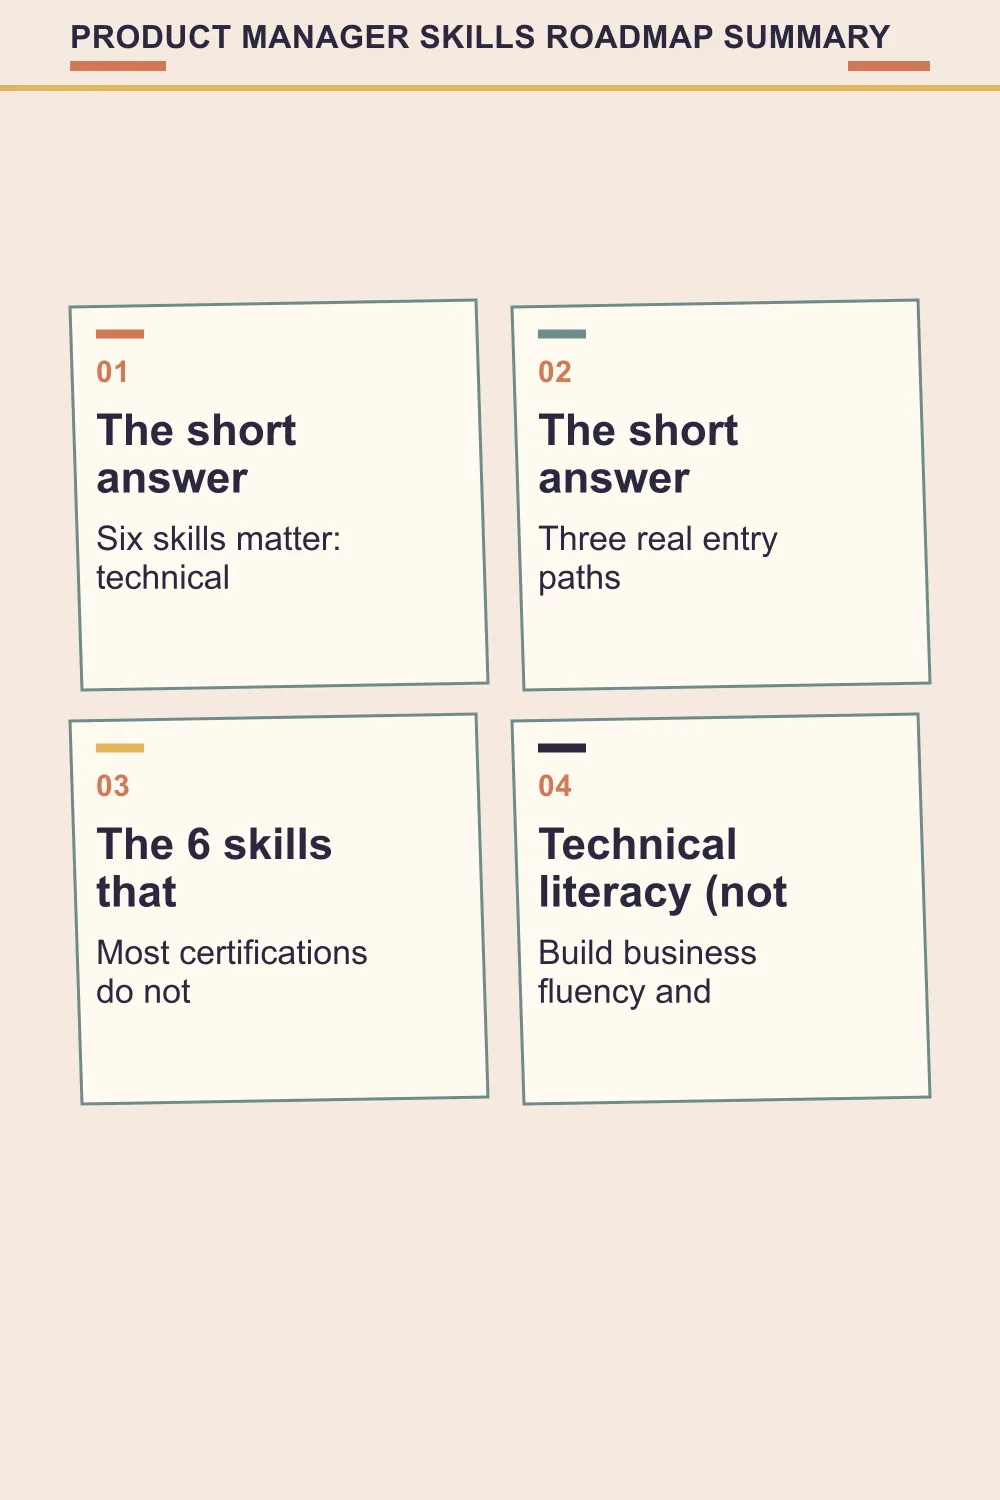 PRODUCT MANAGER SKILLS ROADMAP SUMMARY
01
The short
answer
Six skills matter:
technical
02
The short
answer
Three real entry
paths
03
The 6 skills
that
Most certifications
do not
04
Technical
literacy (not
Build business
fluency and